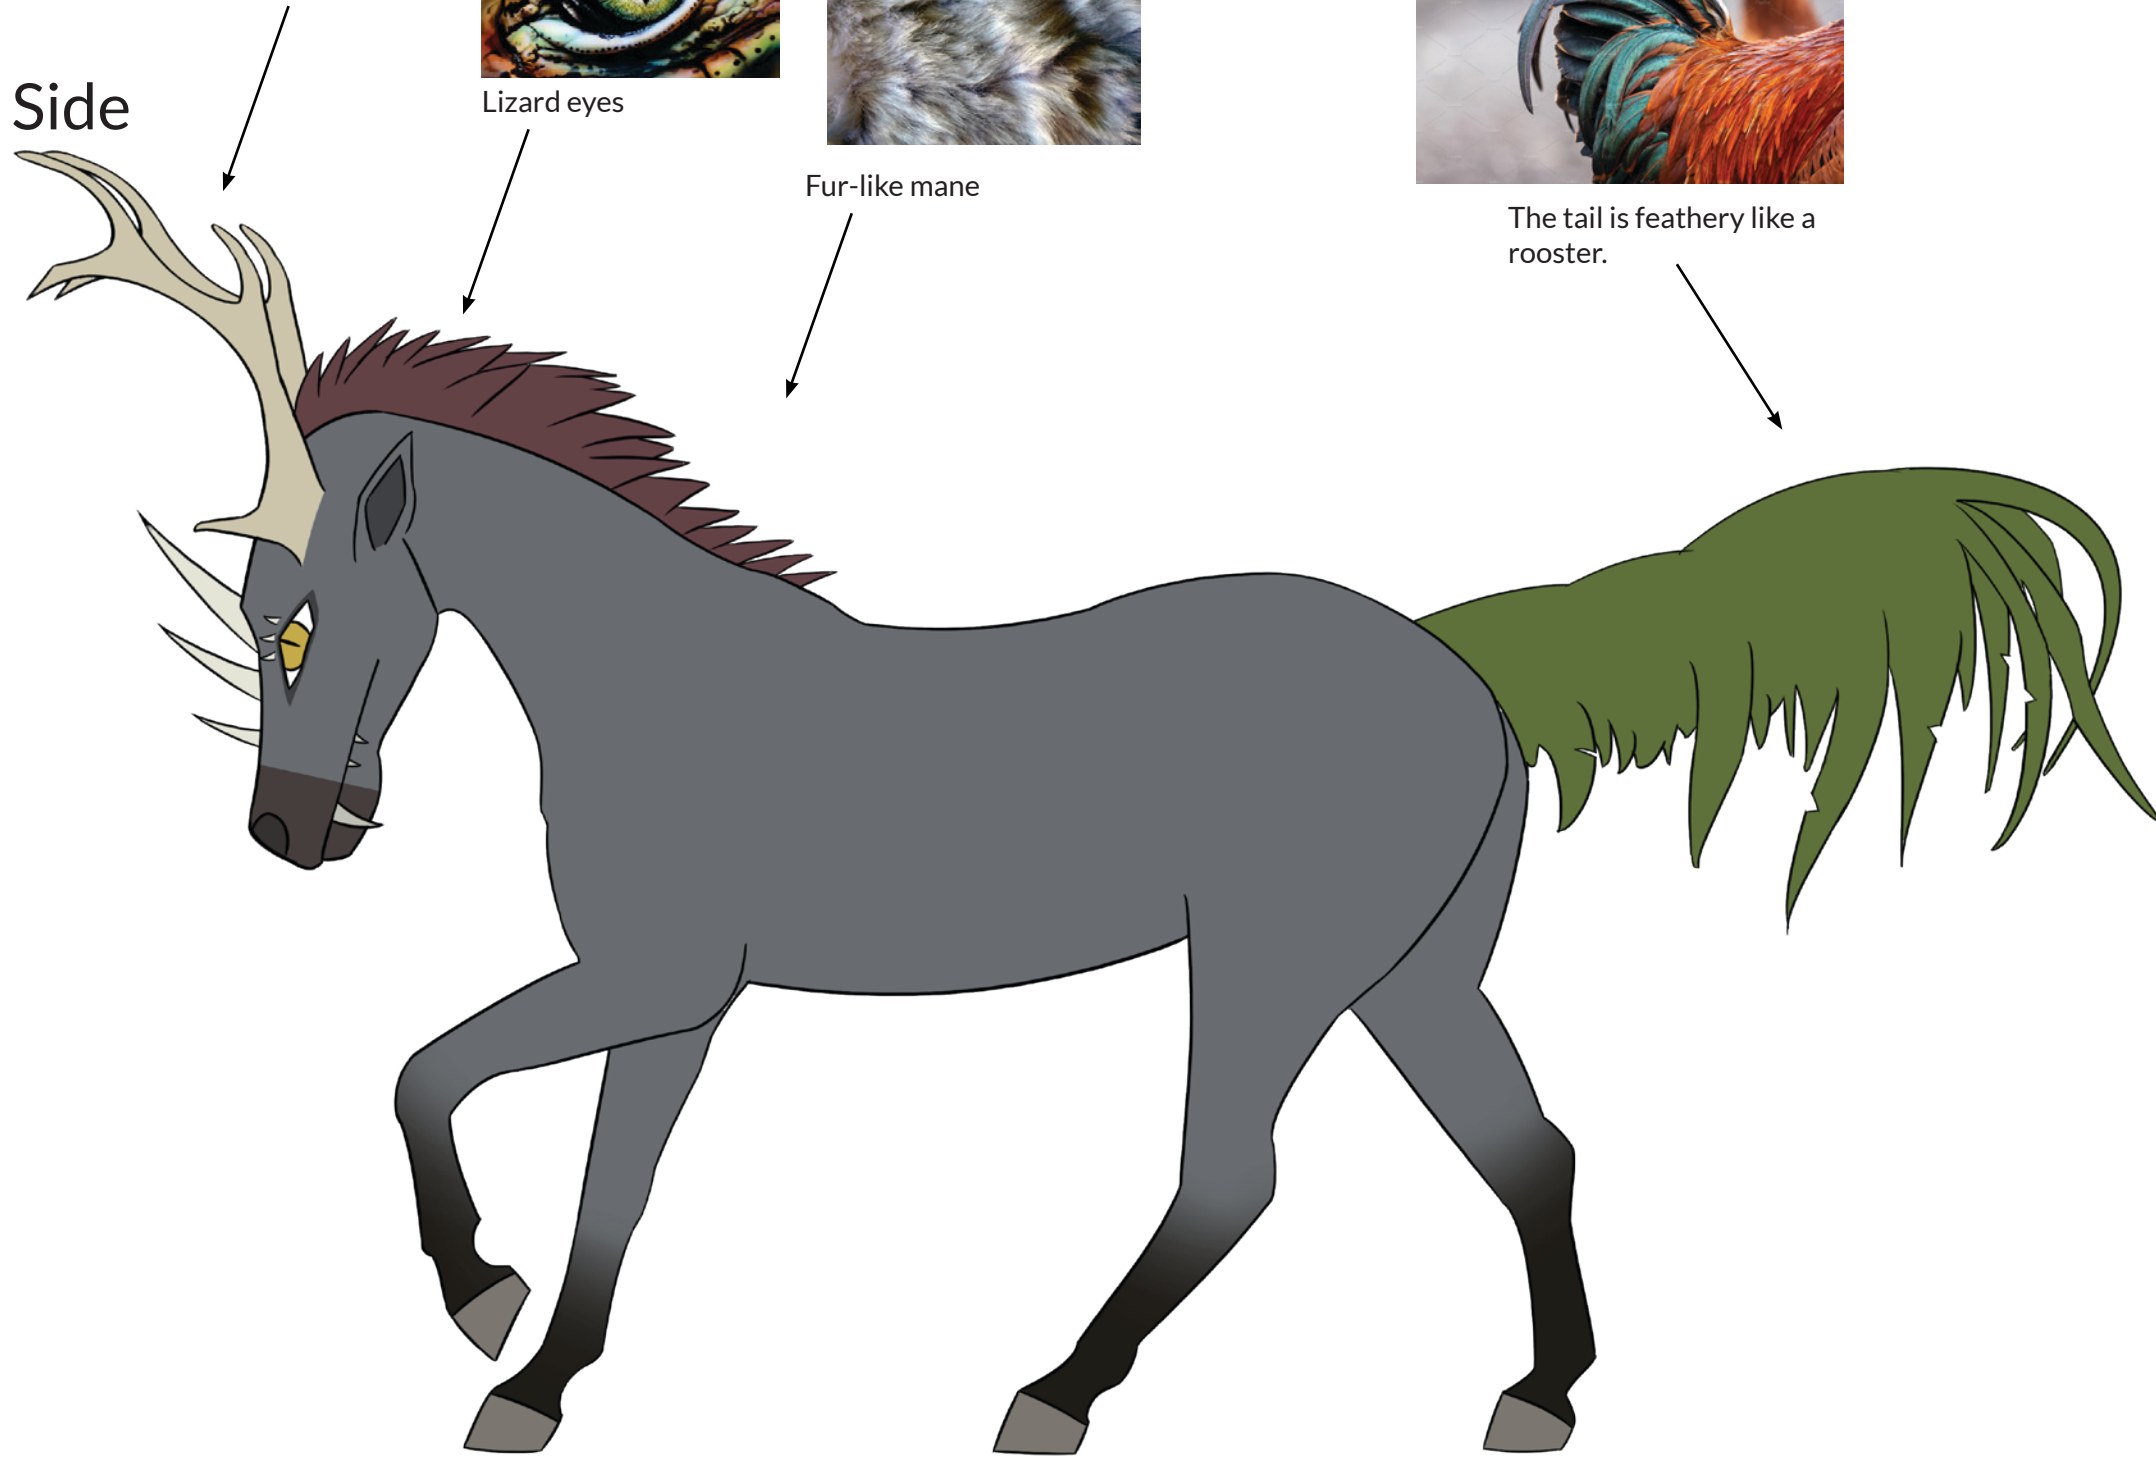 Side
Lizard eyes
Fur-like mane
The tail is feathery like a
rooster.